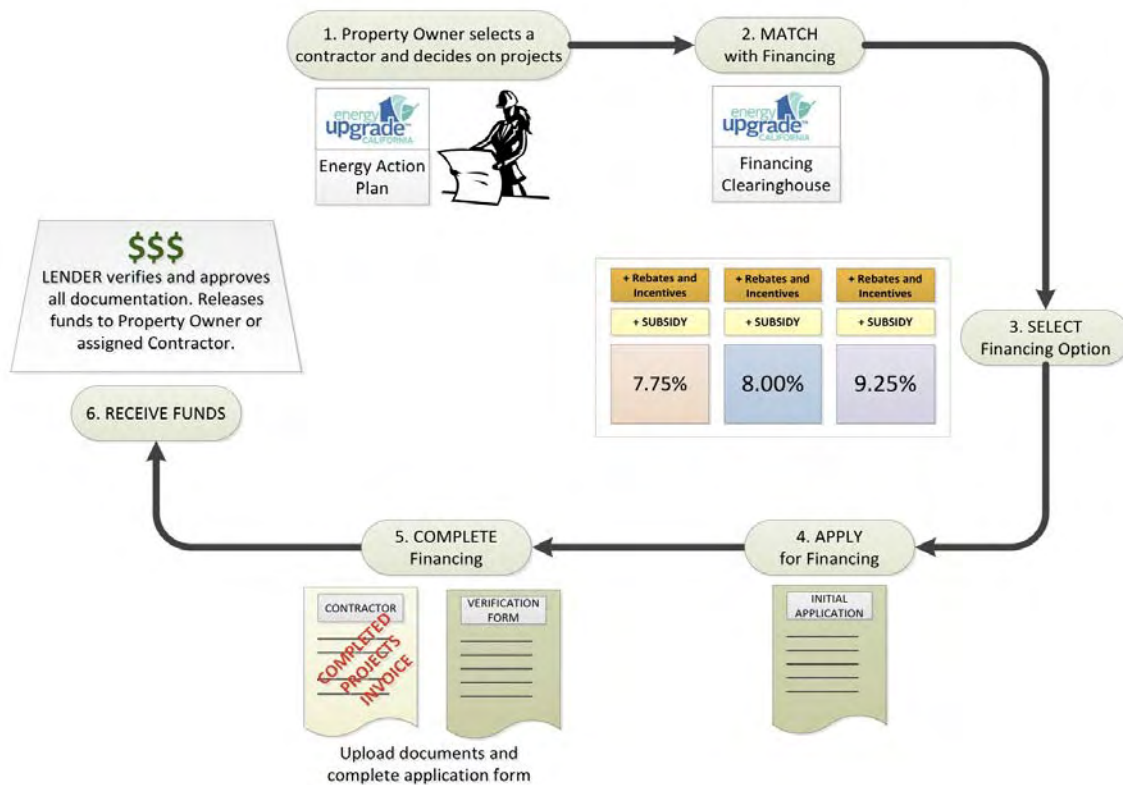 1. Property Owner selects a
contractor and decides on projects
2. MATCH
with Financing
energy
upgrade™
CALIFORNIA
Energy Action
Plan
energy
upgrade™
CALIFORNIA
Financing
Clearinghouse
$$$
LENDER verifies and approves
all documentation. Releases
funds to Property Owner or
assigned Contractor.
+ Rebates and
Incentives
+ Rebates and
Incentives
+ Rebates and
Incentives
+ SUBSIDY
+ SUBSIDY
+ SUBSIDY
7.75%
8.00%
9.25%
3. SELECT
Financing Option
6. RECEIVE FUNDS
5. COMPLETE
Financing
4. APPLY
for Financing
CONTRACTOR
COMPLETED
PROJECTS
INVOICE
VERIFICATION
FORM
INITIAL
APPLICATION
Upload documents and
complete application form